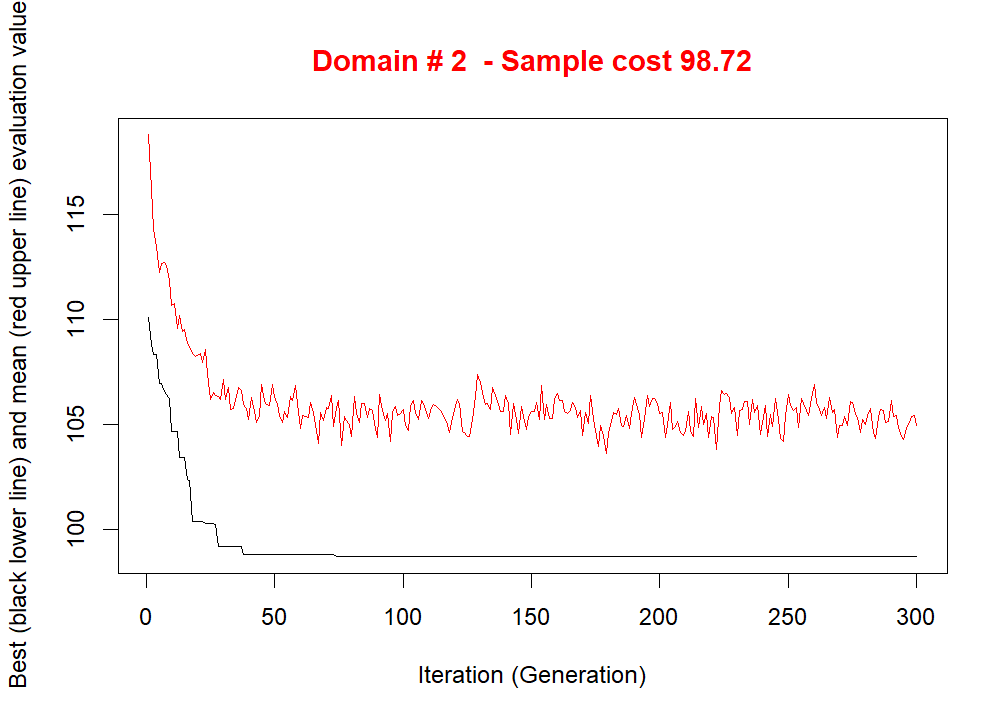 Domain # 2  - Sample cost 98.72
Best (black lower line) and mean (red upper line) evaluation value
115
110
105
100
0 50 100 150 200 250 300
Iteration (Generation)